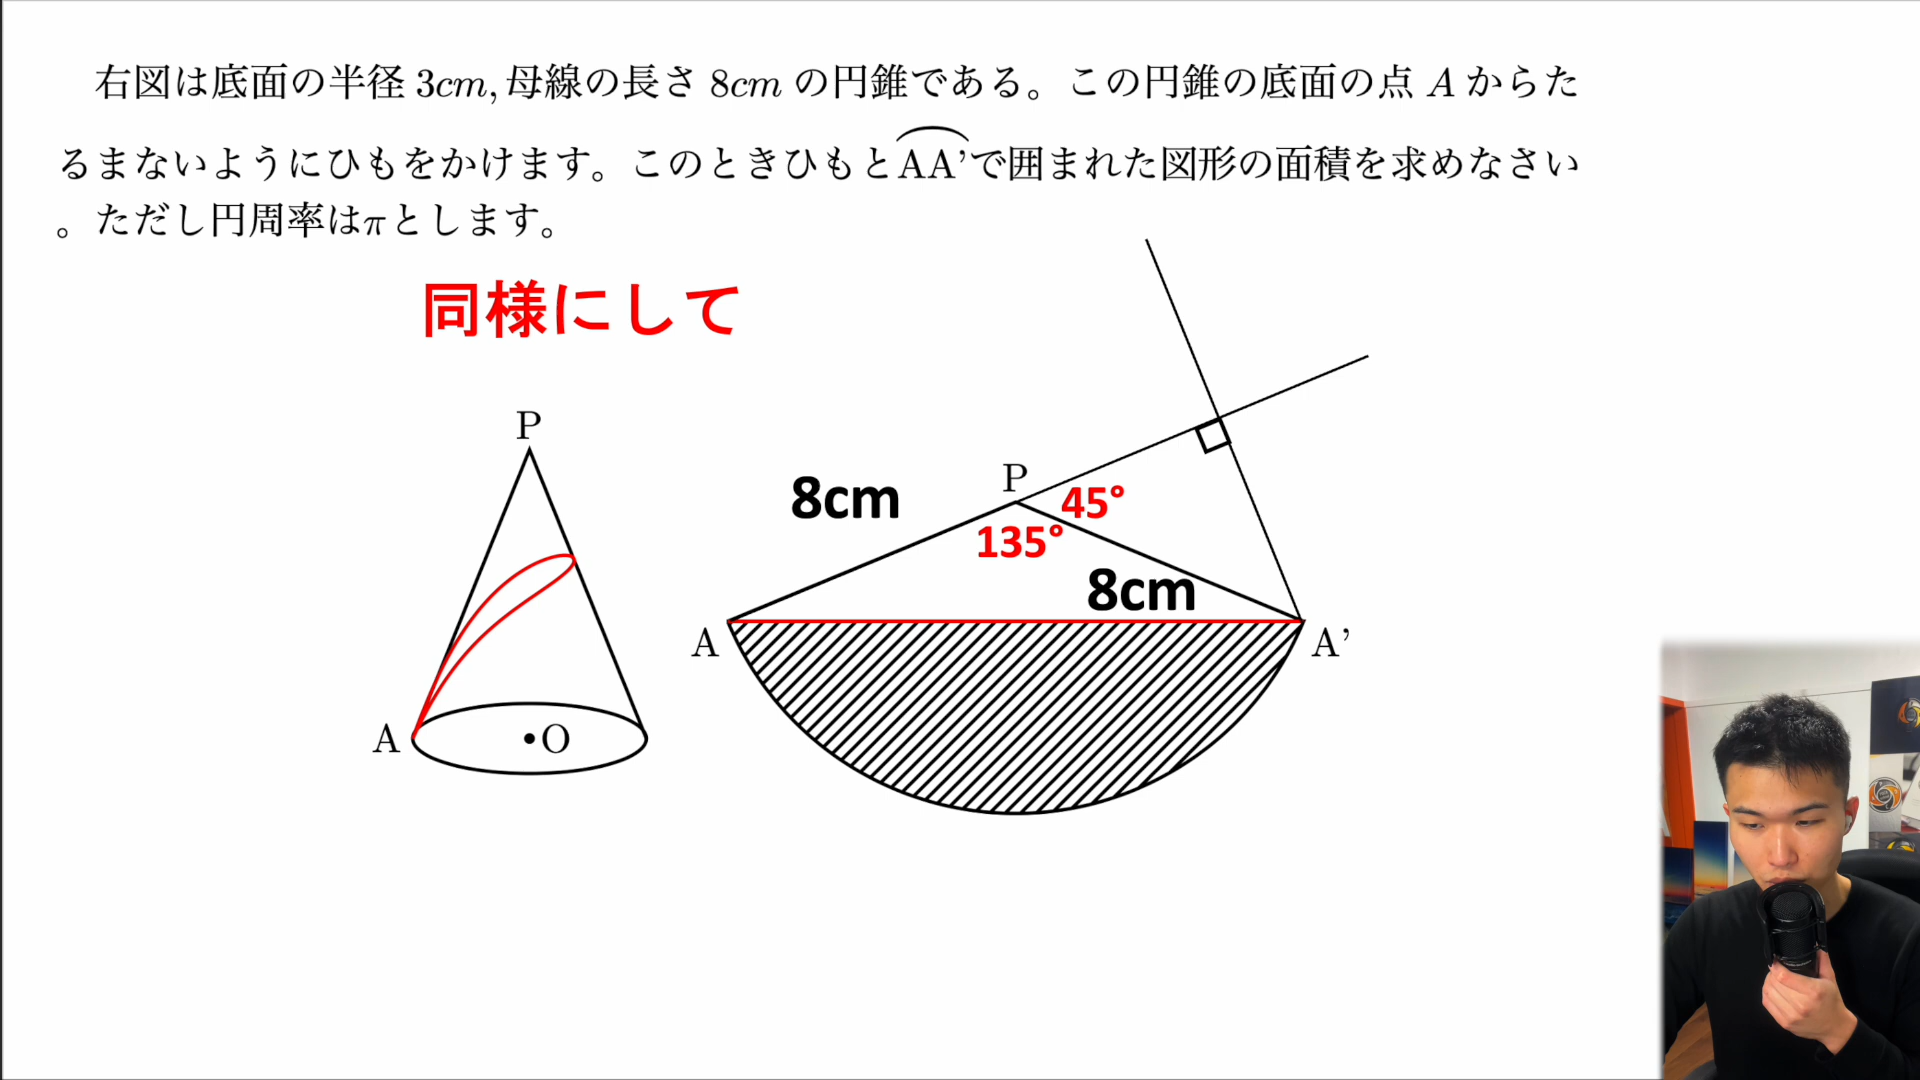 右図は底面の半径 3cm, 母線の長さ 8cm の円錐である。この円錐の底面の点 A からた
るまないようにひもをかけます。このときひもとAA'で囲まれた図形の面積を求めなさい
。ただし円周率はπとします。
同様にして
P
A
•O
8cm
P
45°
135°
8cm
A
A'